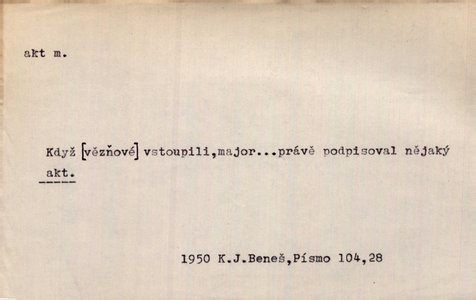 akt m.
Když [vězňové] vstoupili,major...právě podpisoval nějaký
akt.
1950 K.J.Beneš,Písmo 104,28